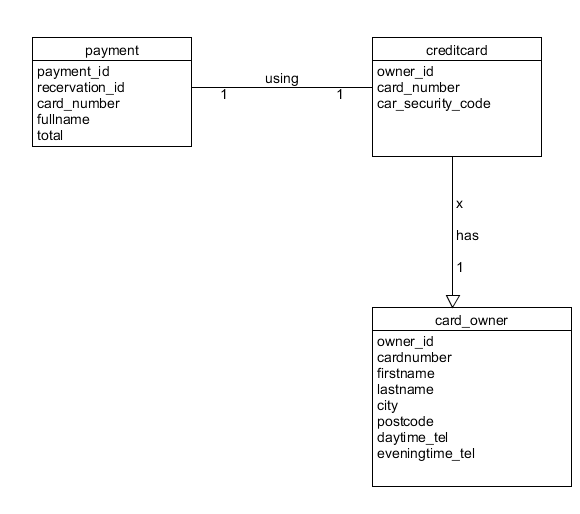 payment
payment_id
recervation_id
card_number
fullname
total
using
1
1
creditcard
owner_id
card_number
car_security_code
x
has
1
card_owner
owner_id
cardnumber
firstname
lastname
city
postcode
daytime_tel
eveningtime_tel